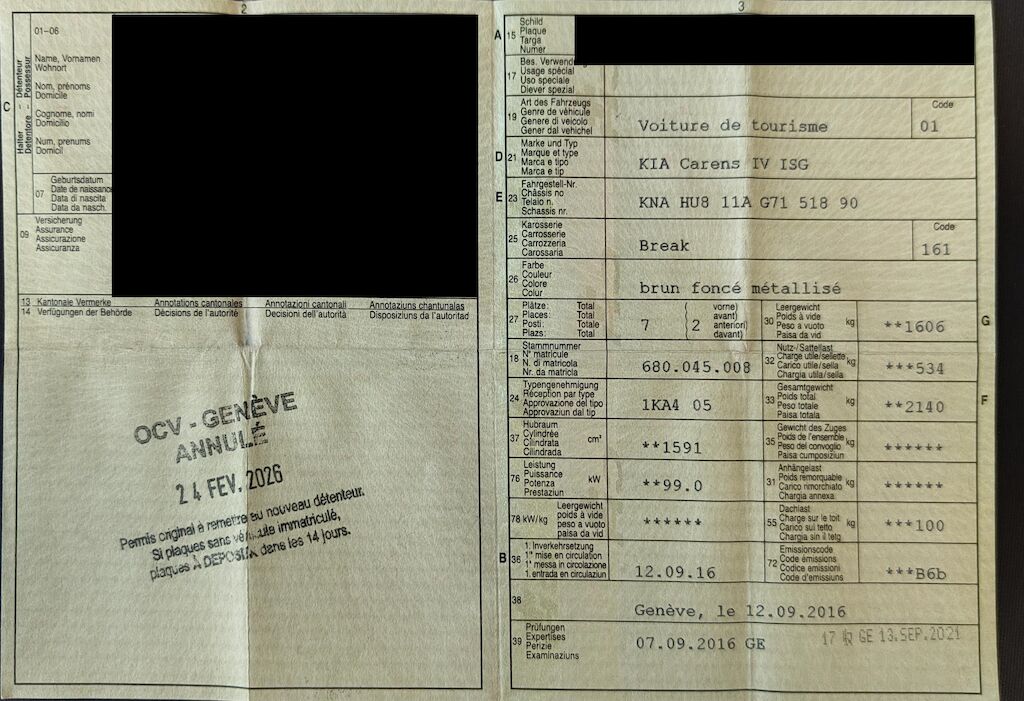 2
01-06
Halter - Détenteur
Detentore - Possessur
C
Name, Vornamen
Wohnort
Nom, prénoms
Domicile
Cognome, nomi
Domicilio
Num, prenums
Domicil
07
Geburtsdatum
Date de naissance
Data di nascita
Data da nasch.
09
Versicherung
Assurance
Assicurazione
Assicuranza
13 Kantonale Vermerke Annotations cantonales Annotazioni cantonali Annotaziuns chantunalas
14 Verfügungen der Behörde Décisions de l'autorité Decisioni dell'autorità Disposiziuns da l'autoritad
OCV - GENÈVE
ANNULÉ
24 FEV. 2026
Permis original à remettre au nouveau détenteur.
Si plaques sans véhicule immatriculé,
plaques À DEPOSER dans les 14 jours.
3
A 15
Schild
Plaque
Targa
Numer
17
Bes. Verwend
Usage spécial
Uso speciale
Diever spezial
19
Art des Fahrzeugs
Genre de véhicule
Genere di veicolo
Gener dal vehichel
Voiture de tourisme
Code
01
D 21
Marke und Typ
Marque et type
Marca e tipo
Marca e tip
KIA Carens IV ISG
E 23
Fahrgestell-Nr.
Châssis no
Telaio n.
Schassis nr.
KNA HU8 11A G71 518 90
25
Karosserie
Carrosserie
Carrozzeria
Carossaria
Break
Code
161
26
Farbe
Couleur
Colore
Colur
brun foncé métallisé
27
Plätze: Total
Places: Total
Posti: Totale
Plazs: Total
7
( 2
vorne)
avant)
anteriori)
davant)
30
Leergewicht
Poids à vide
Peso a vuoto
Paisa da vid
kg
**1606
G
18
Stammnummer
N° matricule
N. di matricola
Nr. da matricla
680.045.008
32
Nutz-/Sattellast
Charge utile/sellette
Carico utile/sella
Chargia utila/sella
kg
***534
24
Typengenehmigung
Réception par type
Approvazione del tipo
Approvaziun dal tip
1KA4 05
33
Gesamtgewicht
Poids total
Peso totale
Paisa totala
kg
**2140
F
37
Hubraum
Cylindrée
Cilindrata
Cilindrada
cm³
**1591
35
Gewicht des Zuges
Poids de l'ensemble
Peso del convoglio
Paisa cumposiziun
kg
******
76
Leistung
Puissance
Potenza
Prestaziun
kW
**99.0
31
Anhängelast
Poids remorquable
Carico rimorchiato
Chargia annexa
kg
******
78 kW/kg
Leergewicht
poids à vide
peso a vuoto
paisa da vid
******
55
Dachlast
Charge sur le toit
Carico sul tetto
Chargia sin il tetg
kg
***100
B 36
1. Inverkehrsetzung
1re mise en circulation
1a messa in circolazione
1. entrada en circulaziun
12.09.16
72
Emissionscode
Code émissions
Codice emissioni
Code d'emissiuns
***B6b
38
Genève, le 12.09.2016
39
Prüfungen
Expertises
Perizie
Examinaziuns
07.09.2016 GE
GE 13. SEP. 2021